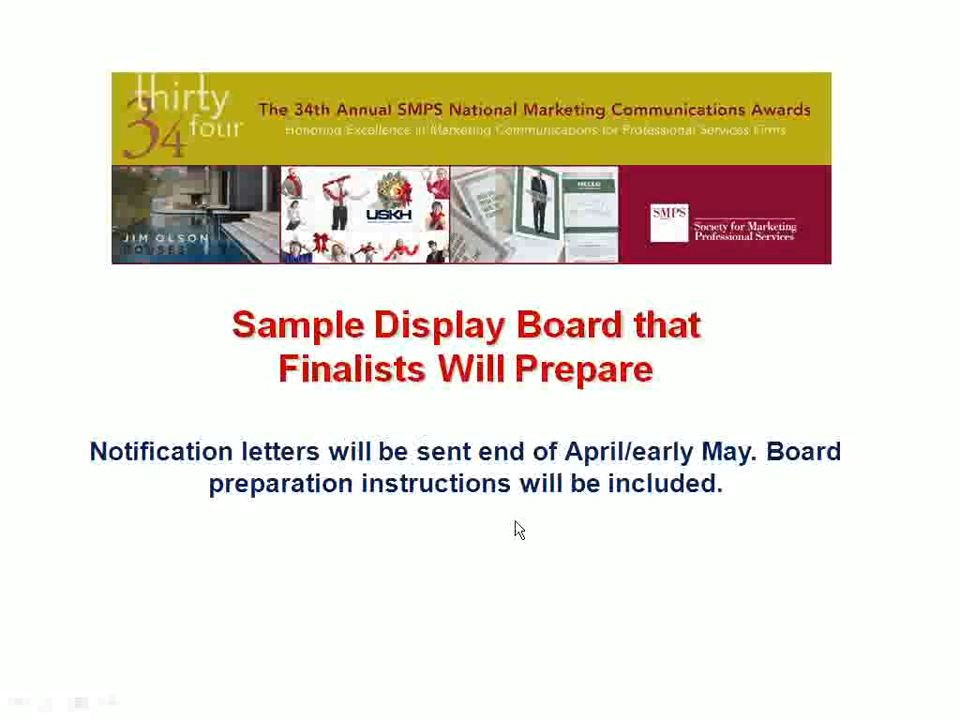 thirty
34
four
The 34th Annual SMPS National Marketing Communications Awards
Honoring Excellence in Marketing Communications for Professional Services Firms
JIM OLSON
HOUSES
USKH
HELLO
SMPS
Society for Marketing
Professional Services
Sample Display Board that
Finalists Will Prepare
Notification letters will be sent end of April/early May. Board
preparation instructions will be included.